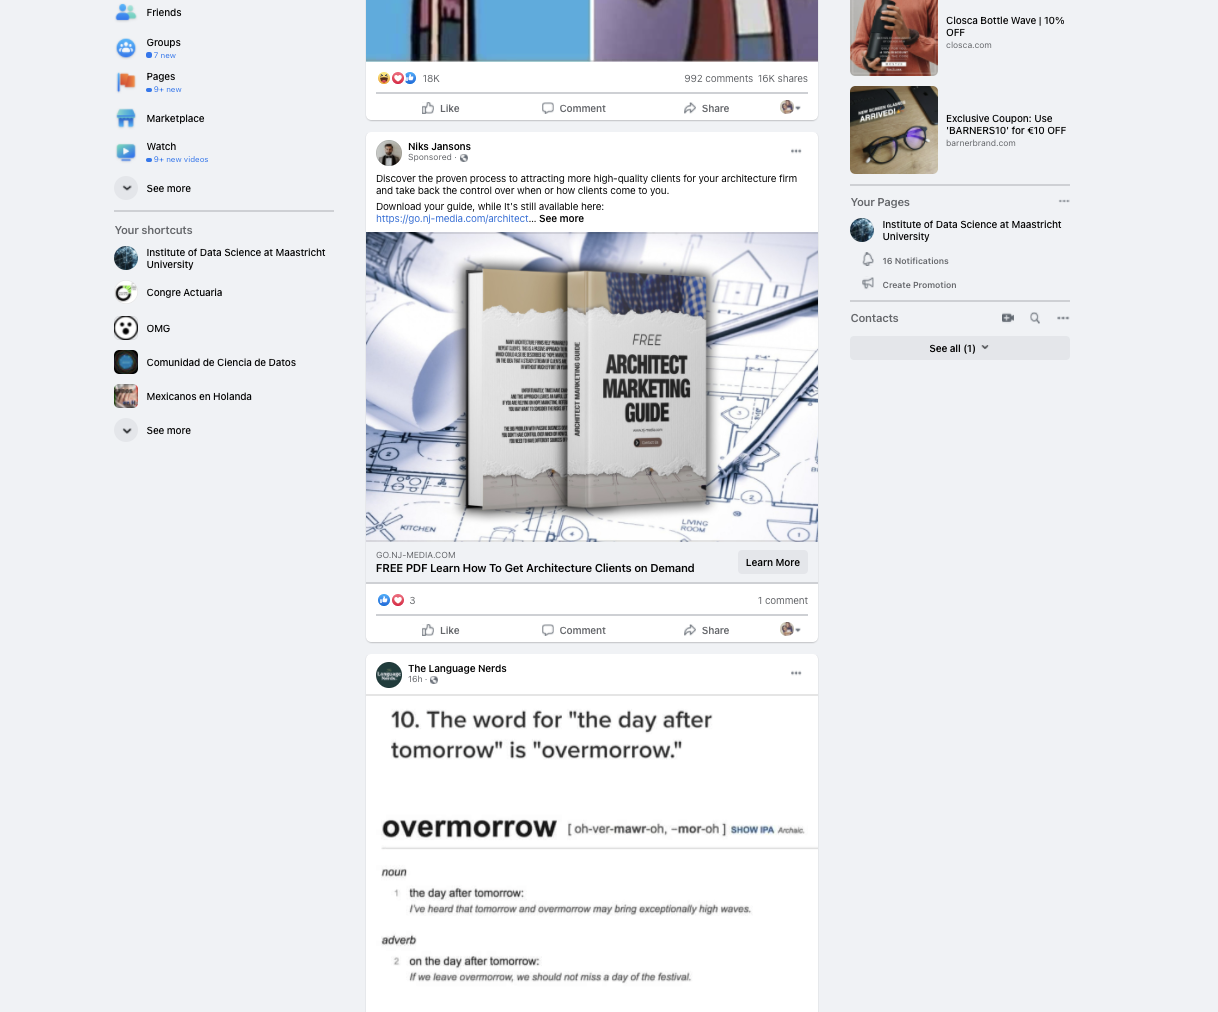 Friends
Groups
7 new
Pages
9+ new
Marketplace
Watch
9+ new videos
See more
Your shortcuts
Institute of Data Science at Maastricht
University
Congre Actuaria
OMG
Comunidad de Ciencia de Datos
Mexicanos en Holanda
See more
18K
992 comments 16K shares
Like
Comment
Share
Niks Jansons
Sponsored ·
Discover the proven process to attracting more high-quality clients for your architecture firm
and take back the control over when or how clients come to you.
Download your guide, while it's still available here:
https://go.nj-media.com/architect... See more
ARCHITECT MARKETING GUIDE
FREE
ARCHITECT
MARKETING
GUIDE
KITCHEN
LIVING
ROOM
GO.NJ-MEDIA.COM
FREE PDF Learn How To Get Architecture Clients on Demand
Learn More
3
1 comment
Like
Comment
Share
The Language Nerds
16h ·
10. The word for "the day after
tomorrow" is "overmorrow."
overmorrow [ oh-ver-mawr-oh, –mor-oh ] SHOW IPA Archaic.
noun
1 the day after tomorrow:
I've heard that tomorrow and overmorrow may bring exceptionally high waves.
adverb
2 on the day after tomorrow:
If we leave overmorrow, we should not miss a day of the festival.
Closca Bottle Wave | 10%
OFF
closca.com
ARRIVED!
Exclusive Coupon: Use
'BARNERS10' for €10 OFF
barnerbrand.com
Your Pages
Institute of Data Science at Maastricht
University
16 Notifications
Create Promotion
Contacts
See all (1)